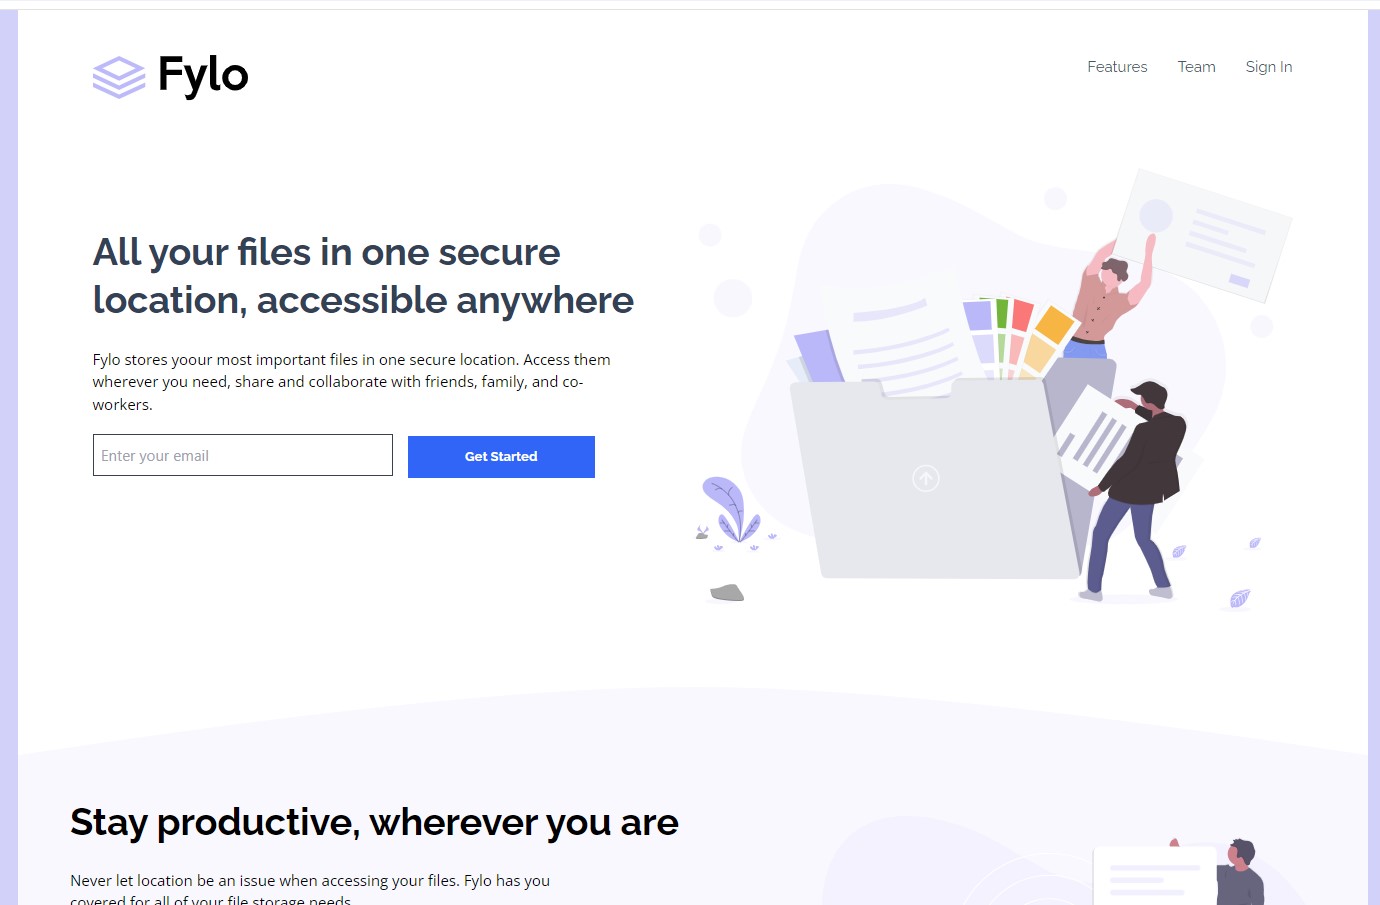 Fylo
Features Team Sign In
All your files in one secure
location, accessible anywhere
Fylo stores yoour most important files in one secure location. Access them
wherever you need, share and collaborate with friends, family, and co-
workers.
Enter your email
Get Started
Stay productive, wherever you are
Never let location be an issue when accessing your files. Fylo has you
covered for all of your file storage needs